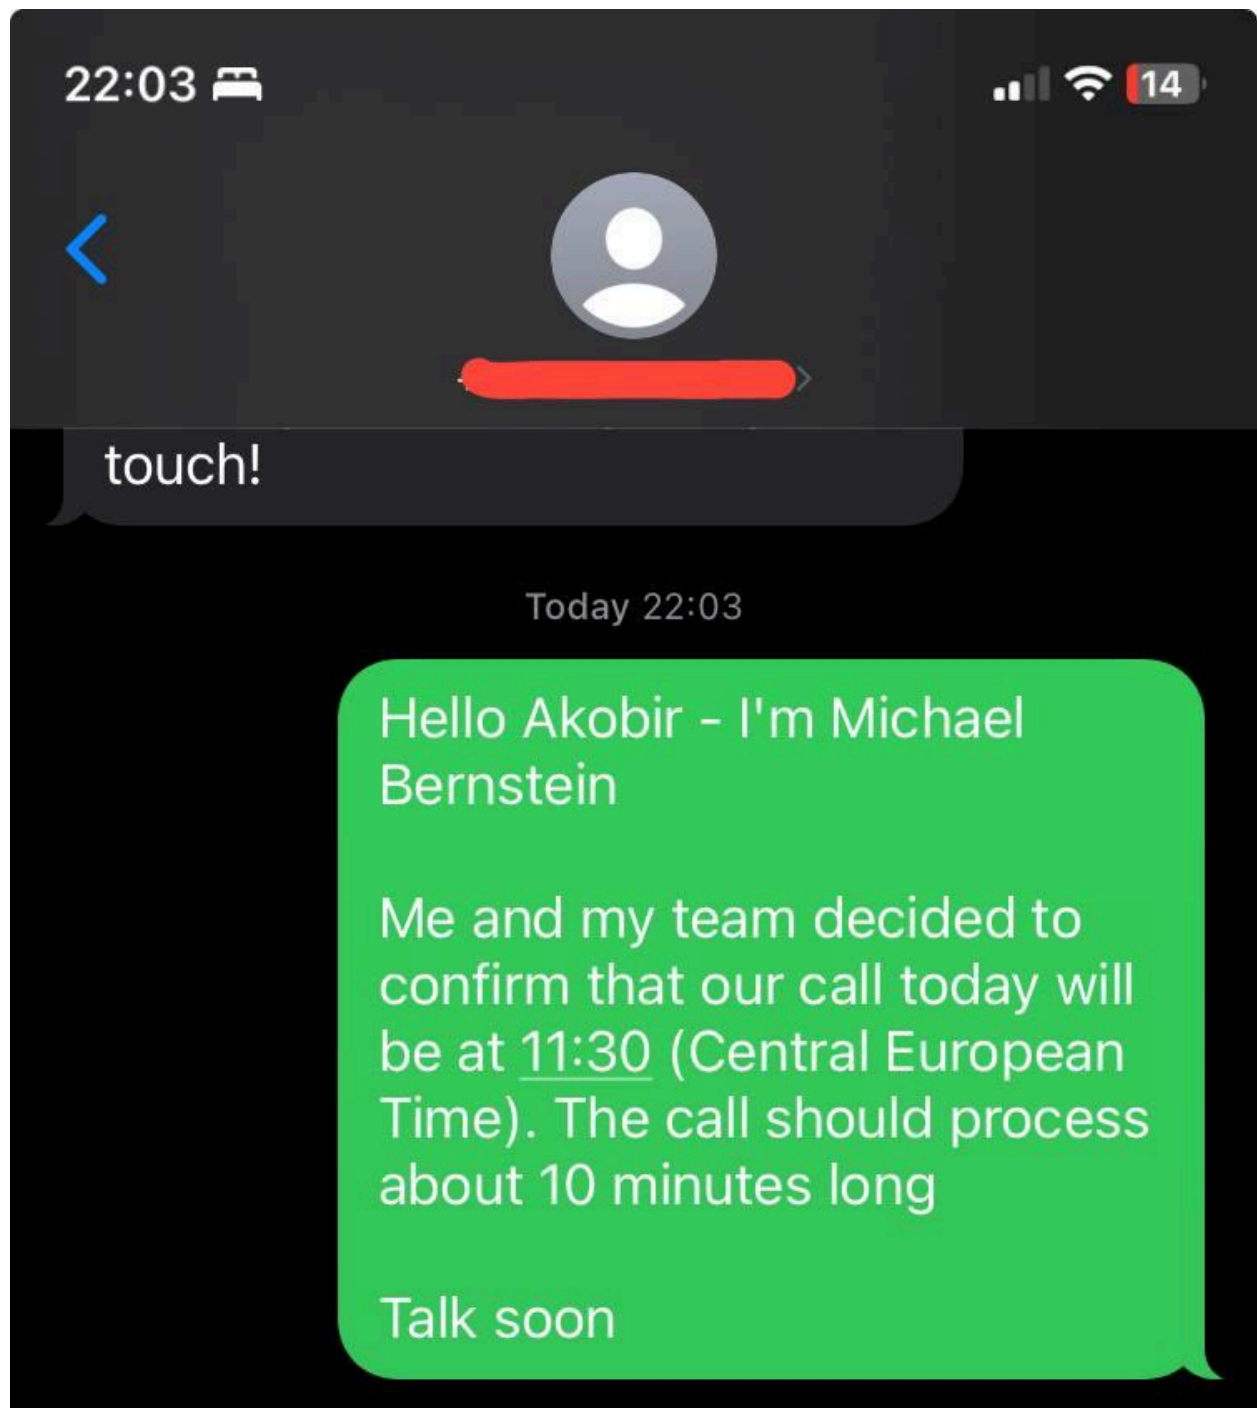 22:03
14
touch!
Today 22:03
Hello Akobir - I'm Michael
Bernstein
Me and my team decided to
confirm that our call today will
be at 11:30 (Central European
Time). The call should process
about 10 minutes long
Talk soon